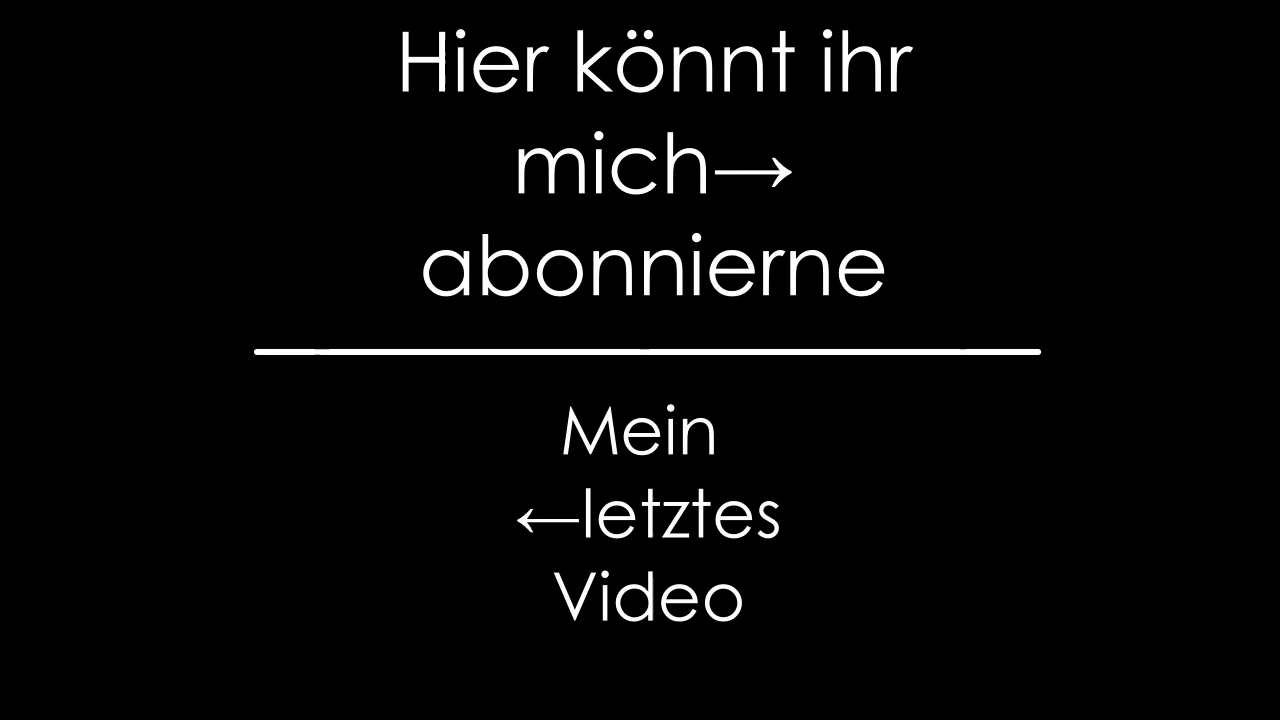 Hier könnt ihr
mich→
abonnierne
Mein
←letztes
Video